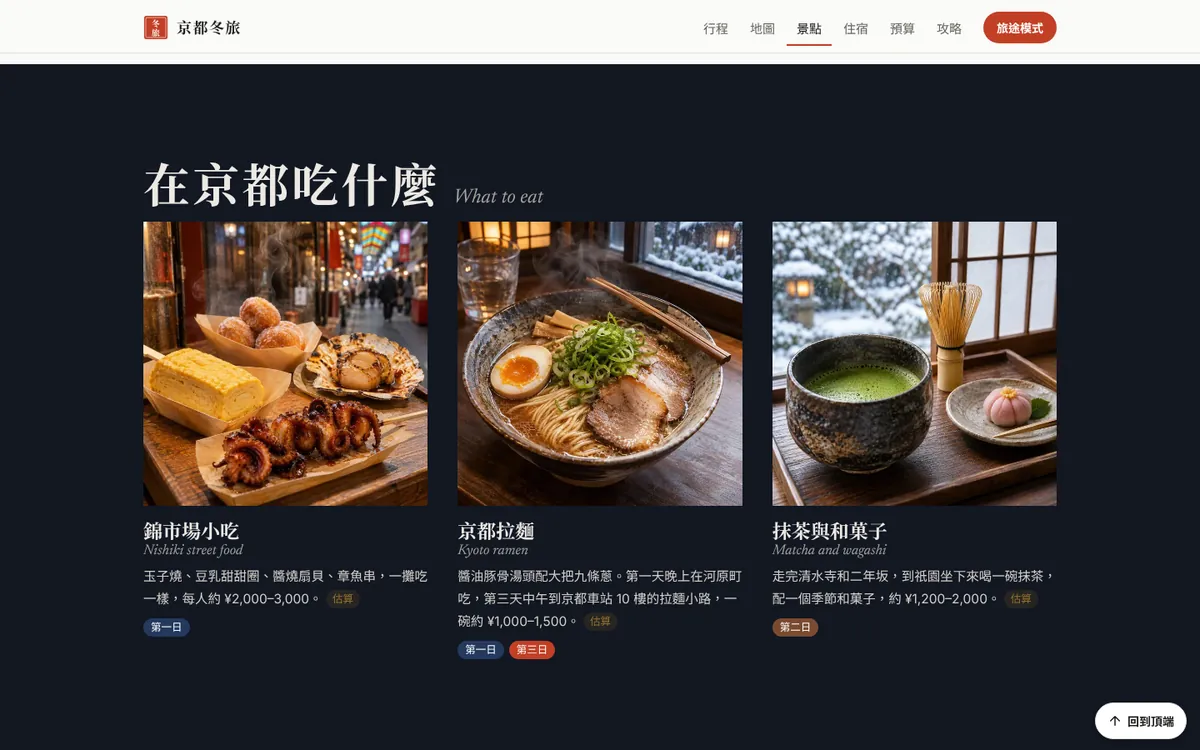 冬旅
京都冬旅
行程
地圖
景點
住宿
預算
攻略
旅途模式
在京都吃什麼
What to eat
錦市場小吃
Nishiki street food
玉子燒、豆乳甜甜圈、醬燒扇貝、章魚串，一攤吃
一樣，每人約 ¥2,000–3,000。 估算
第一日
京都拉麵
Kyoto ramen
醬油豚骨湯頭配大把九條蔥。第一天晚上在河原町
吃，第三天中午到京都車站 10 樓的拉麵小路，一
碗約 ¥1,000–1,500。 估算
第一日
第三日
抹茶與和菓子
Matcha and wagashi
走完清水寺和二年坂，到祇園坐下來喝一碗抹茶，
配一個季節和菓子，約 ¥1,200–2,000。 估算
第二日
↑ 回到頂端